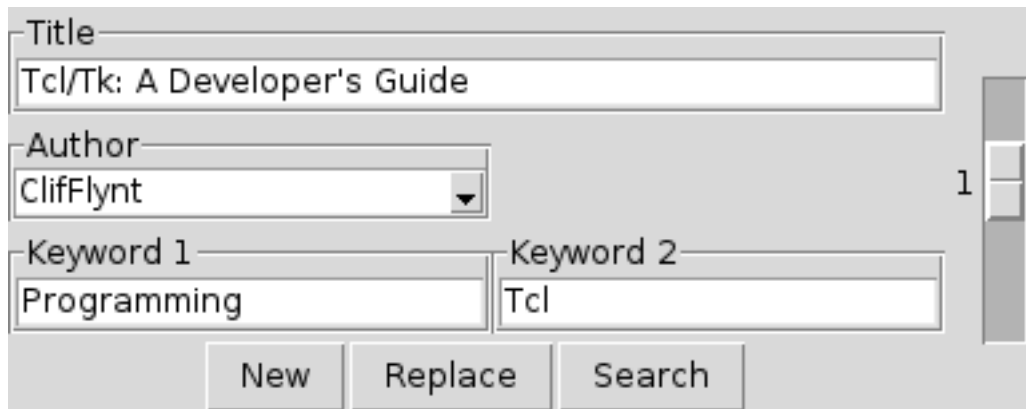 Title
Tcl/Tk: A Developer's Guide
Author
ClifFlynt
1
Keyword 1 Keyword 2
Programming Tcl
New Replace Search